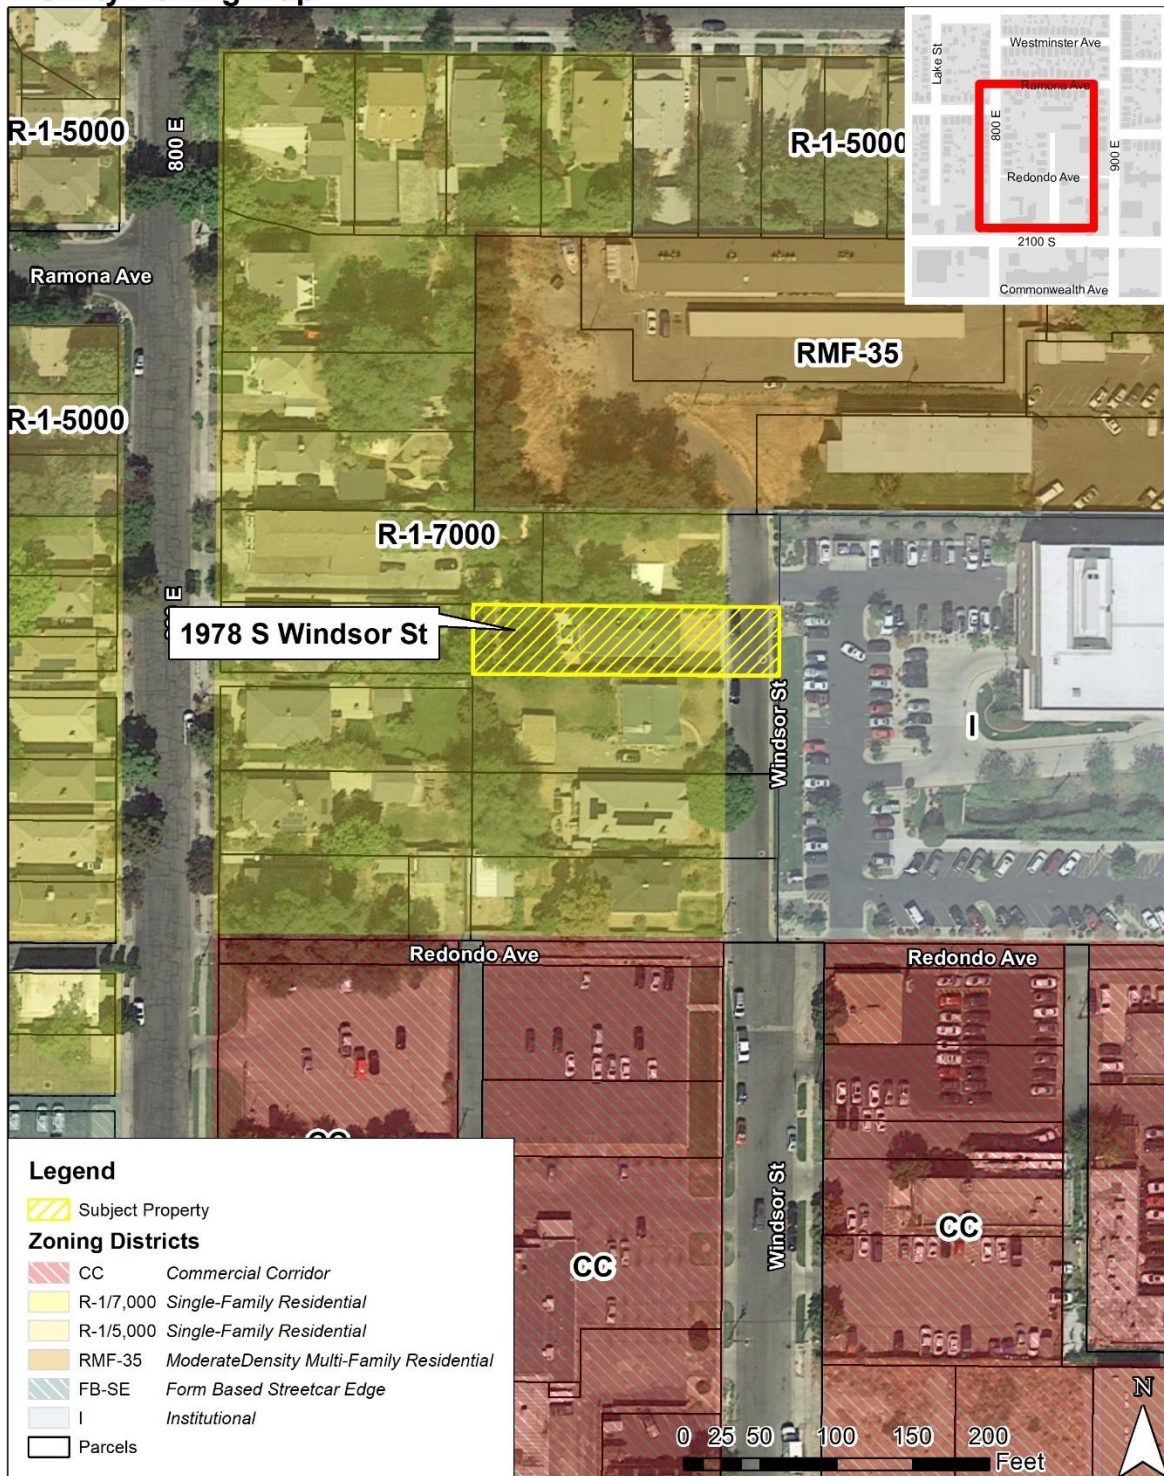 Westminster Ave
Lake St
Ramona Ave
800 E
900 E
Redondo Ave
2100 S
Commonwealth Ave
R-1-5000
800 E
R-1-5000
Ramona Ave
RMF-35
R-1-5000
R-1-7000
E
1978 S Windsor St
Windsor St
I
Redondo Ave
Redondo Ave
CC
Windsor St
CC
CC
Legend
Subject Property
Zoning Districts
CC Commercial Corridor
R-1/7,000 Single-Family Residential
R-1/5,000 Single-Family Residential
RMF-35 ModerateDensity Multi-Family Residential
FB-SE Form Based Streetcar Edge
I Institutional
Parcels
N
0 25 50 100 150 200
Feet